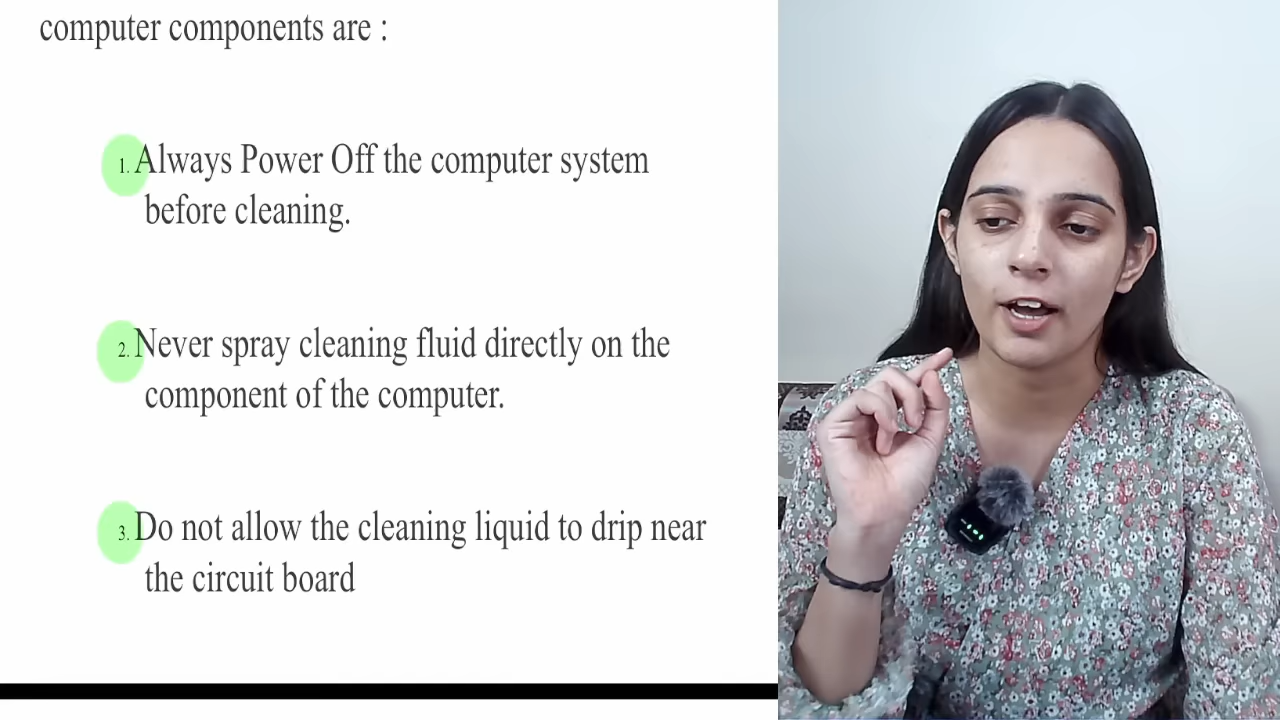 computer components are :
1. Always Power Off the computer system
before cleaning.
2. Never spray cleaning fluid directly on the
component of the computer.
3. Do not allow the cleaning liquid to drip near
the circuit board